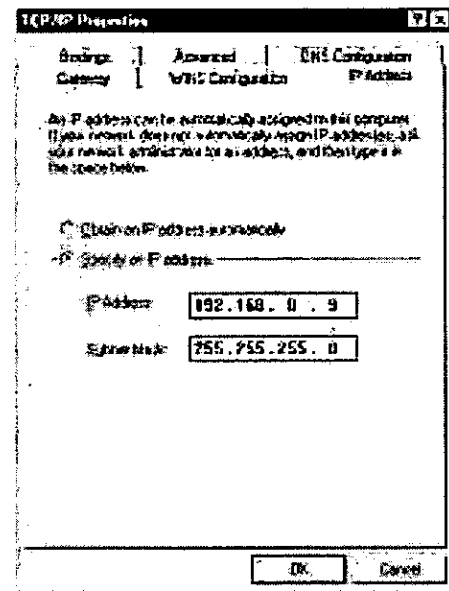 TCP/IP Properties
Bindings Advanced DNS Configuration
Gateway WINS Configuration IP Address
An IP address can be automatically assigned to this computer.
If your network does not automatically assign IP addresses, ask
your network administrator for an address, and then type it in
the space below.
Obtain an IP address automatically
Specify an IP address:
IP Address: 192.168. 0 . 9
Subnet Mask: 255.255.255. 0
OK Cancel